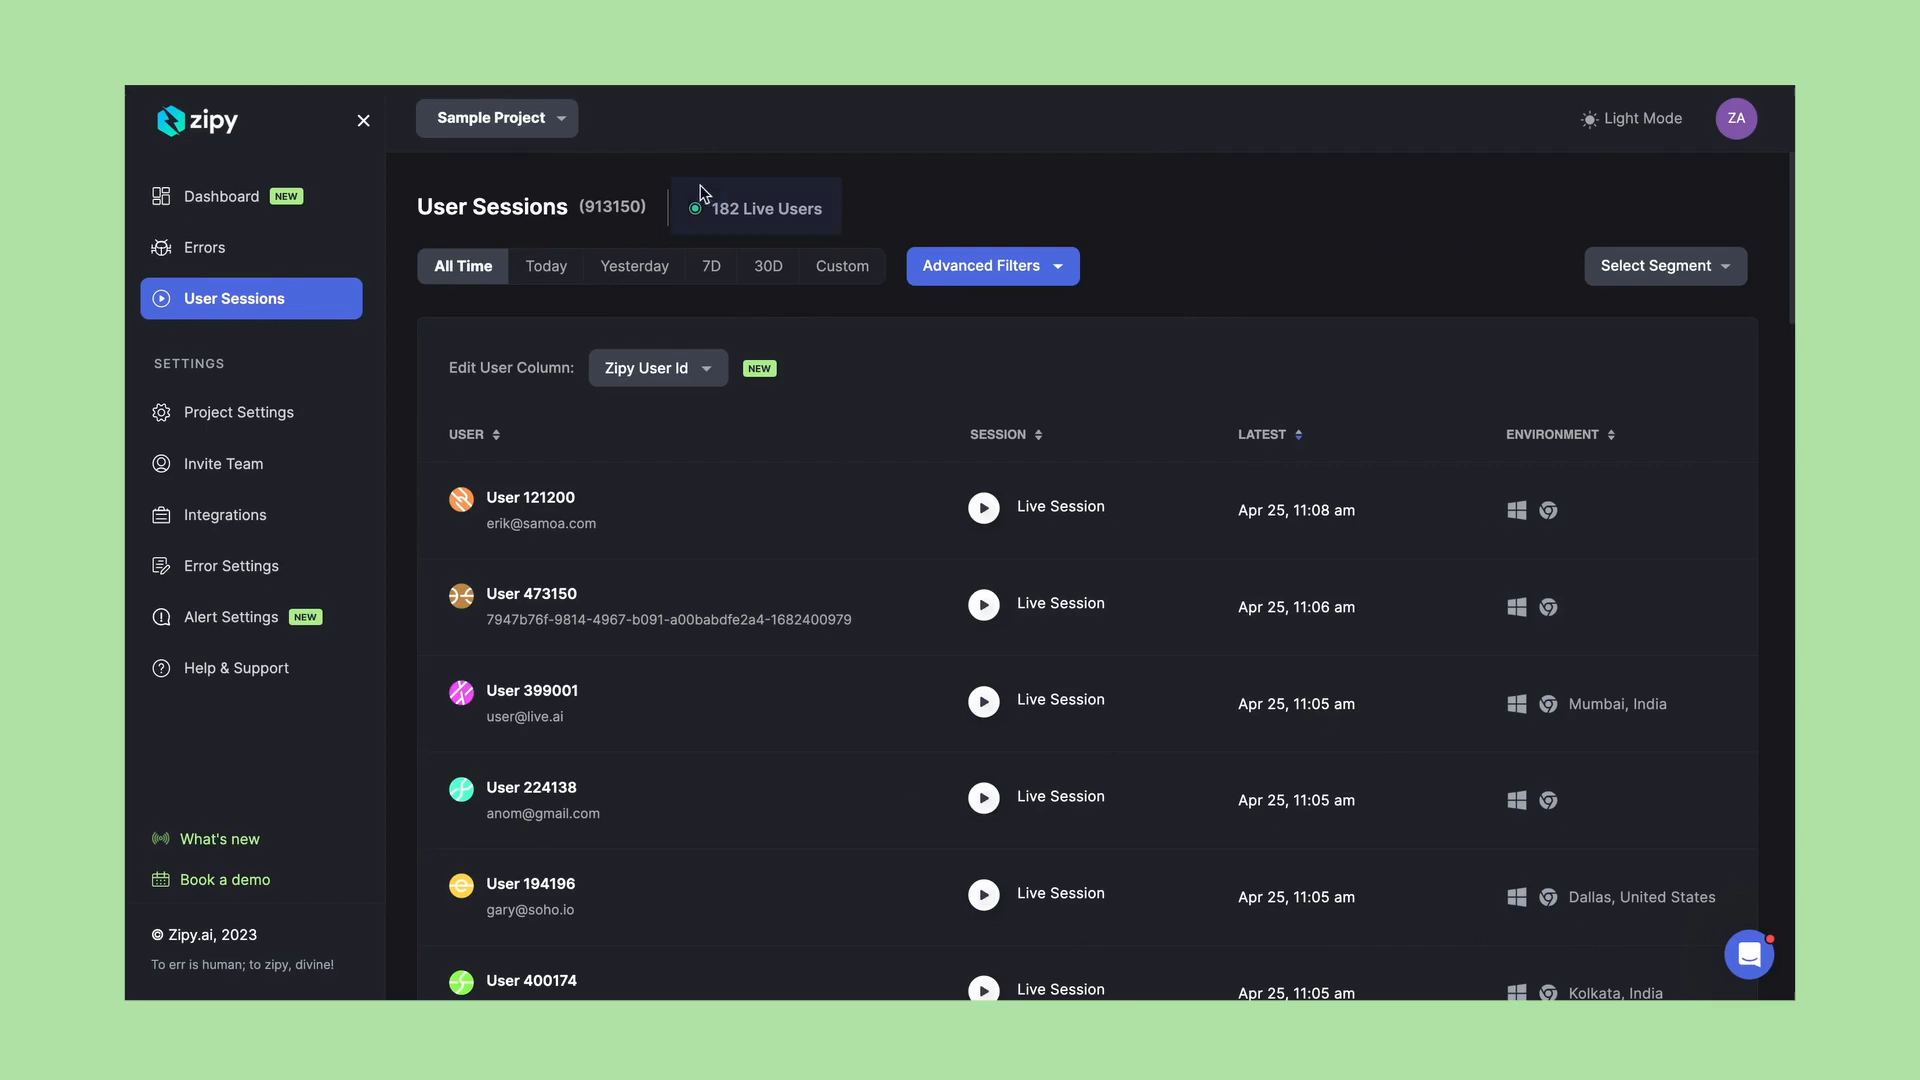 zipy
Sample Project
Light Mode
ZA
Dashboard NEW
Errors
User Sessions
SETTINGS
Project Settings
Invite Team
Integrations
Error Settings
Alert Settings NEW
Help & Support
What's new
Book a demo
© Zipy.ai, 2023
To err is human; to zipy, divine!
User Sessions (913150)
182 Live Users
All Time Today Yesterday 7D 30D Custom
Advanced Filters
Select Segment
Edit User Column: Zipy User Id NEW
USER SESSION LATEST ENVIRONMENT
User 121200
erik@samoa.com
Live Session
Apr 25, 11:08 am
User 473150
7947b76f-9814-4967-b091-a00babdfe2a4-1682400979
Live Session
Apr 25, 11:06 am
User 399001
user@live.ai
Live Session
Apr 25, 11:05 am
Mumbai, India
User 224138
anom@gmail.com
Live Session
Apr 25, 11:05 am
User 194196
gary@soho.io
Live Session
Apr 25, 11:05 am
Dallas, United States
User 400174
Live Session
Apr 25, 11:05 am
Kolkata, India